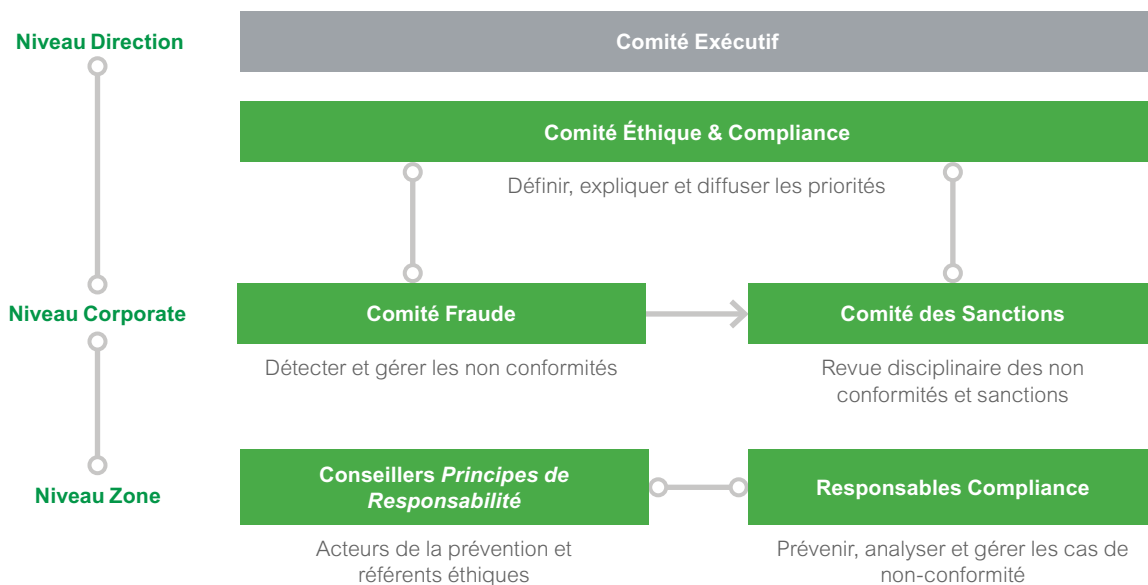 Niveau Direction
Comité Exécutif
Comité Éthique & Compliance
Définir, expliquer et diffuser les priorités
Niveau Corporate
Comité Fraude
Comité des Sanctions
Détecter et gérer les non conformités
Revue disciplinaire des non
conformités et sanctions
Niveau Zone
Conseillers Principes de
Responsabilité
Responsables Compliance
Acteurs de la prévention et
référents éthiques
Prévenir, analyser et gérer les cas de
non-conformité